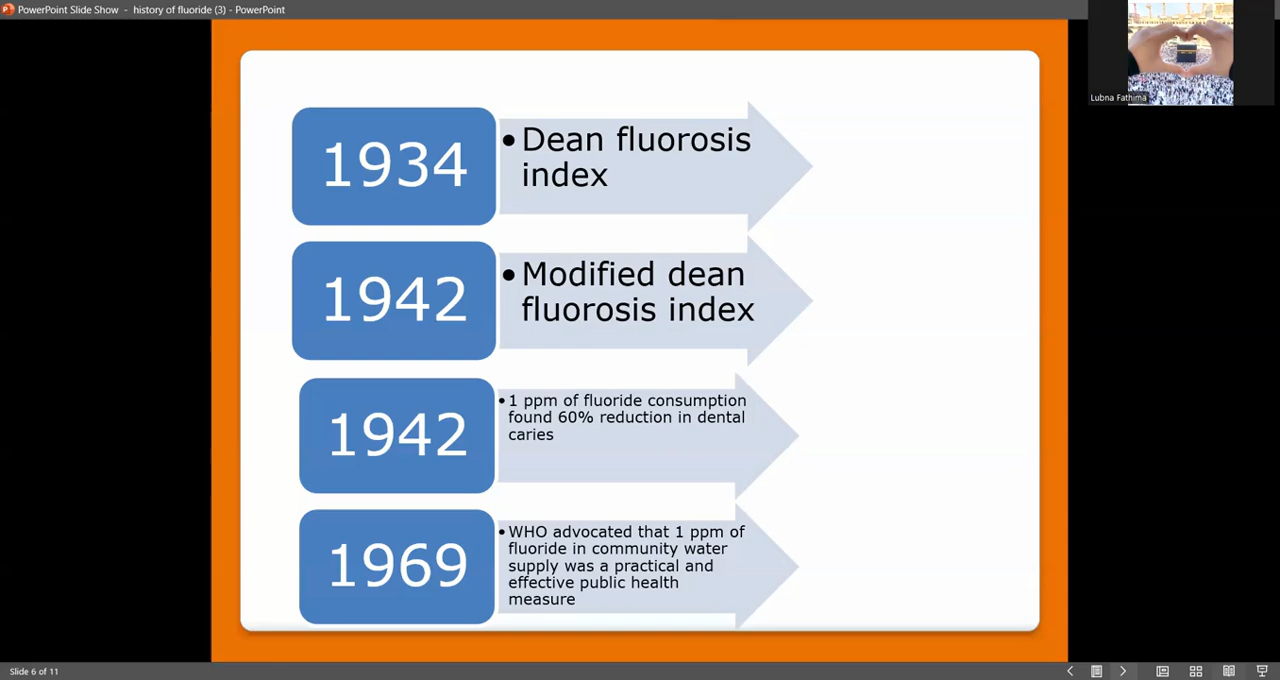 PowerPoint Slide Show - history of fluoride (3) - PowerPoint
Lubna Fathima
1934
• Dean fluorosis
index
1942
• Modified dean
fluorosis index
1942
• 1 ppm of fluoride consumption
found 60% reduction in dental
caries
1969
• WHO advocated that 1 ppm of
fluoride in community water
supply was a practical and
effective public health
measure
Slide 6 of 11